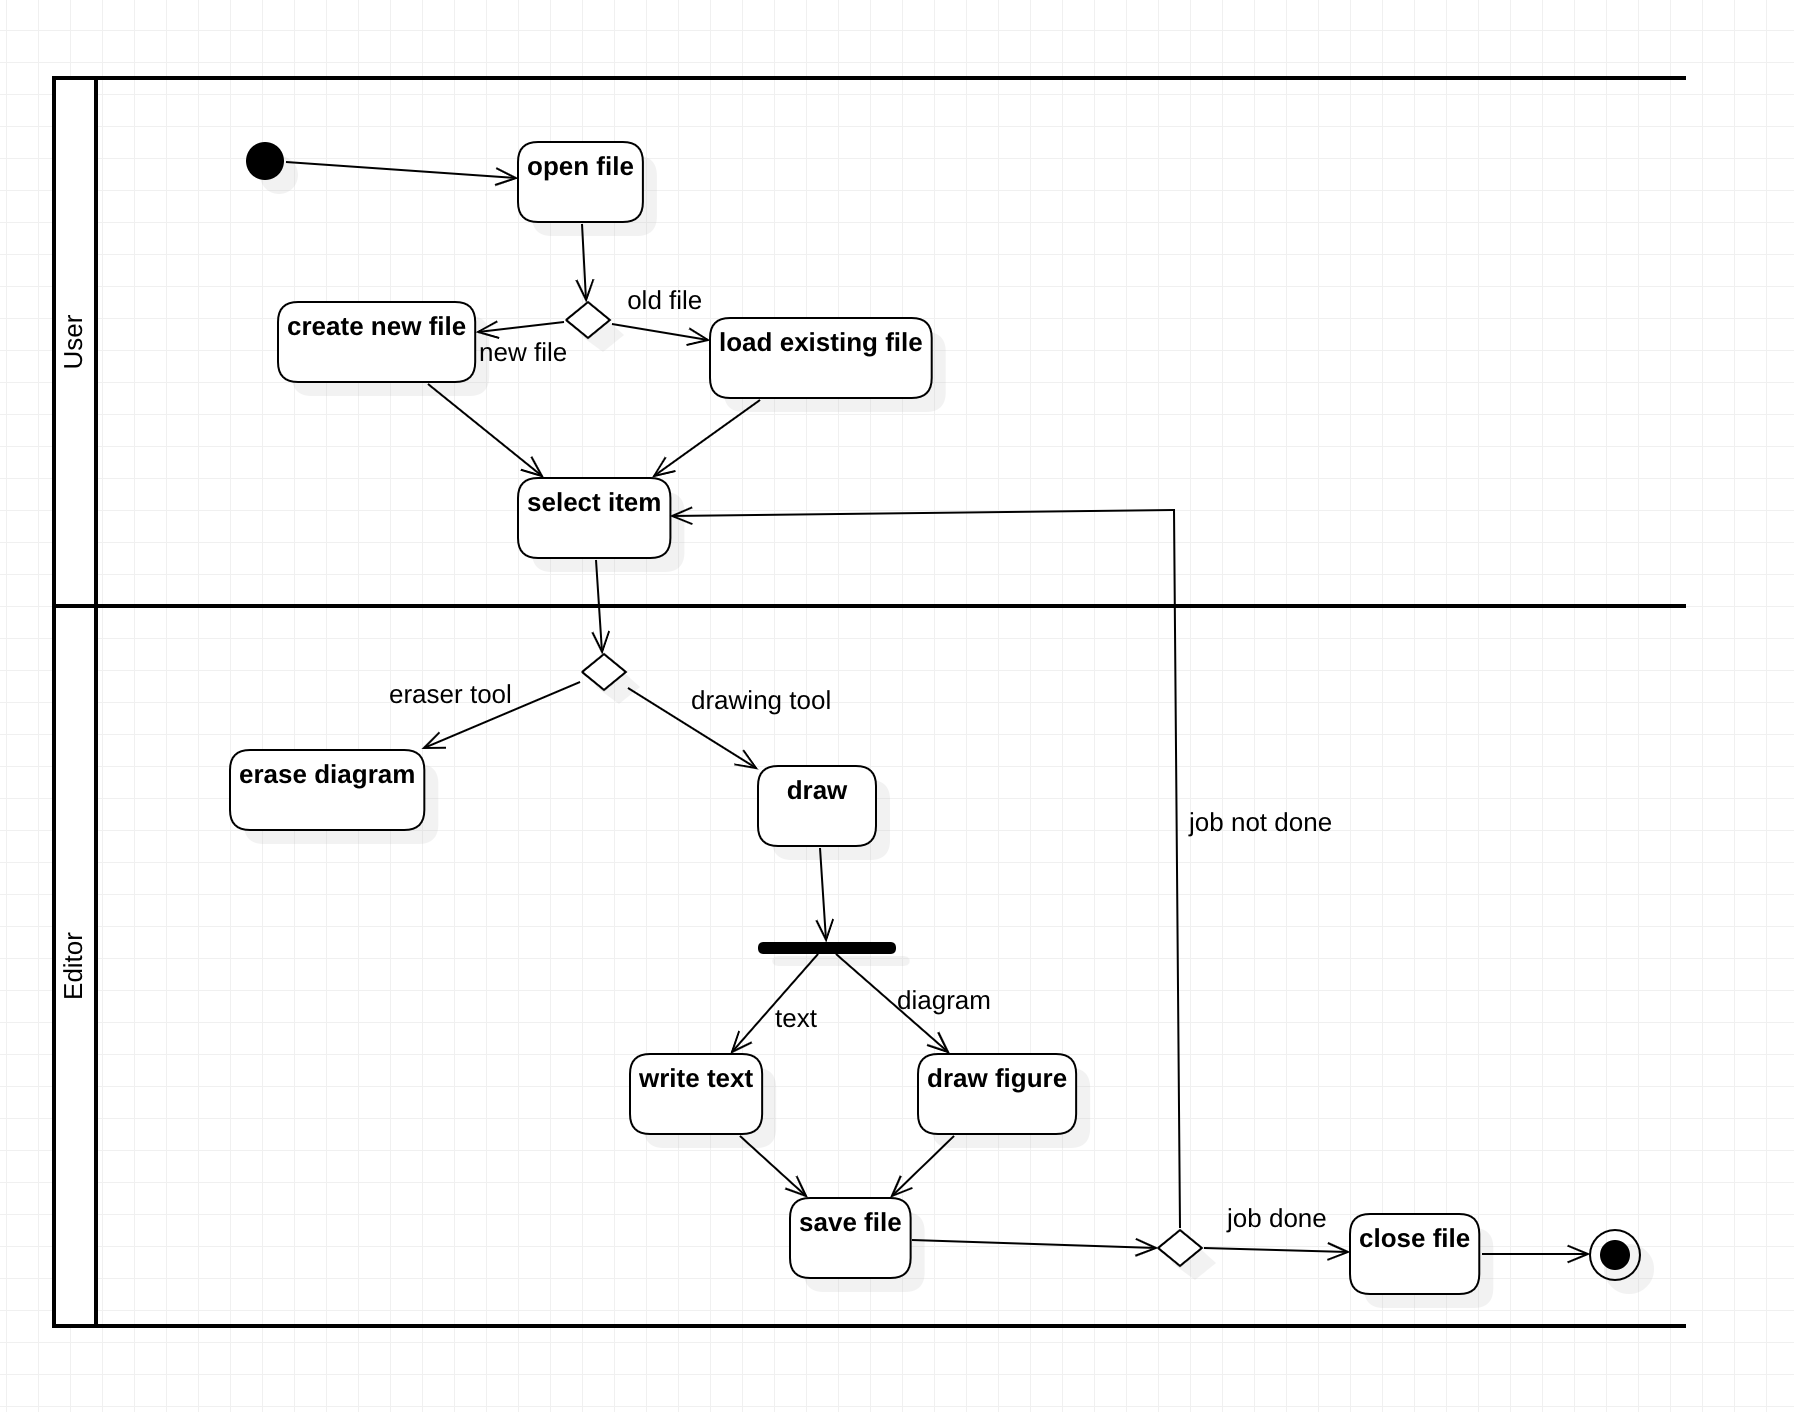 User
open file
old file
create new file
load existing file
new file
select item
Editor
eraser tool
drawing tool
erase diagram
draw
job not done
diagram
text
write text
draw figure
job done
save file
close file